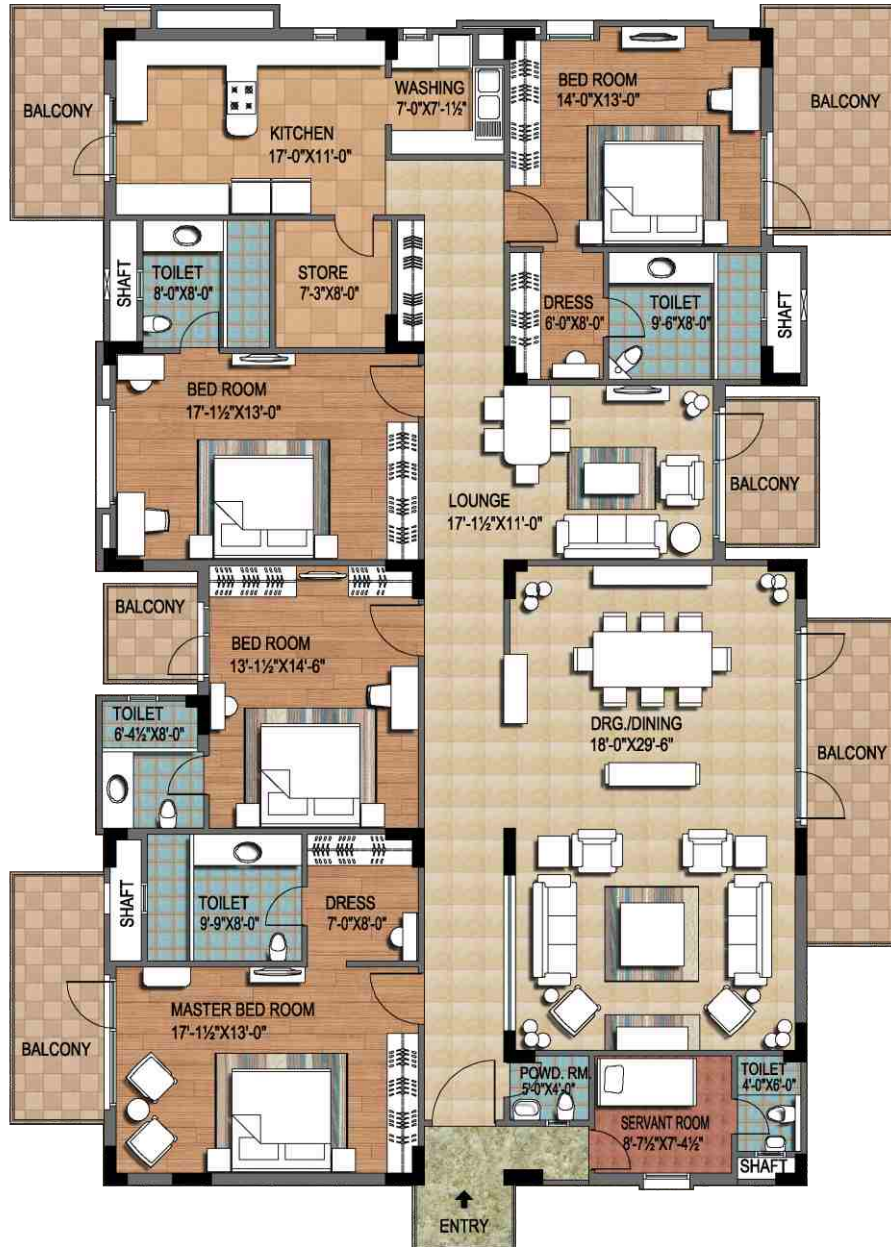 BALCONY
KITCHEN
17'-0"X11'-0"
WASHING
7'-0"X7'-1½"
BED ROOM
14'-0"X13'-0"
BALCONY
SHAFT
TOILET
8'-0"X8'-0"
STORE
7'-3"X8'-0"
DRESS
6'-0"X8'-0"
TOILET
9'-6"X8'-0"
SHAFT
BED ROOM
17'-1½"X13'-0"
LOUNGE
17'-1½"X11'-0"
BALCONY
BALCONY
BED ROOM
13'-1½"X14'-6"
TOILET
6'-4½"X8'-0"
DRG./DINING
18'-0"X29'-6"
BALCONY
SHAFT
TOILET
9'-9"X8'-0"
DRESS
7'-0"X8'-0"
BALCONY
MASTER BED ROOM
17'-1½"X13'-0"
POWD. RM.
5'-0"X4'-0"
SERVANT ROOM
8'-7½"X7'-4½"
TOILET
4'-0"X6'-0"
SHAFT
ENTRY